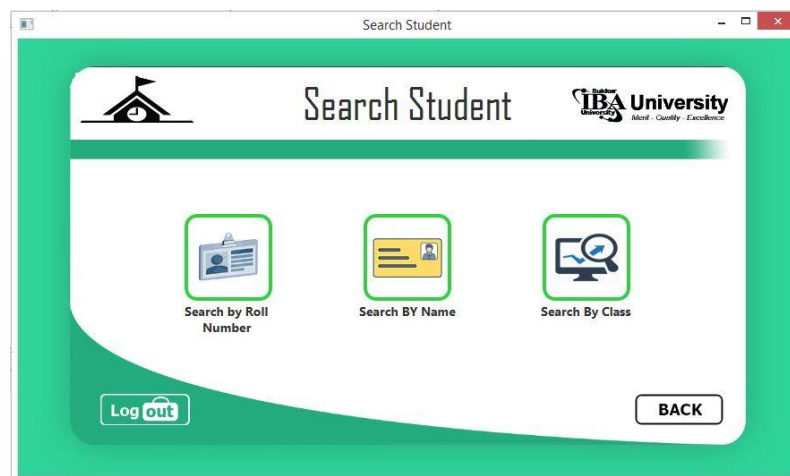 Search Student
Search Student
Sukkur
IBA University
University
Merit - Quality - Excellence
Search by Roll
Number
Search BY Name
Search By Class
Log out
BACK